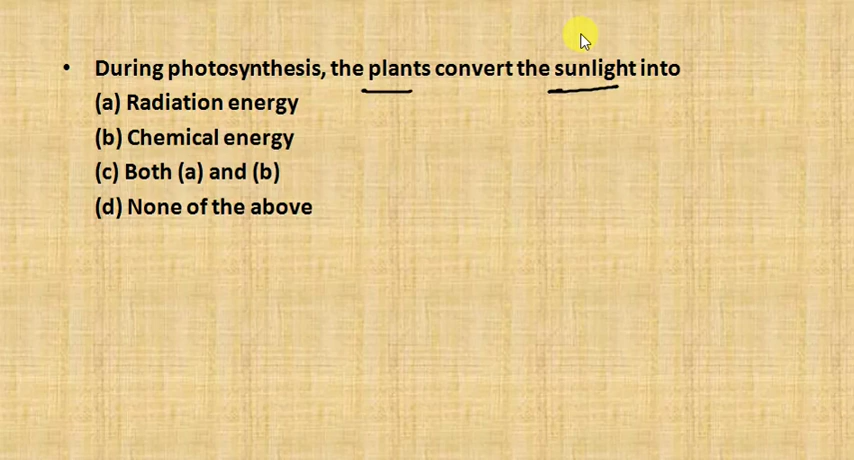 • During photosynthesis, the plants convert the sunlight into
(a) Radiation energy
(b) Chemical energy
(c) Both (a) and (b)
(d) None of the above